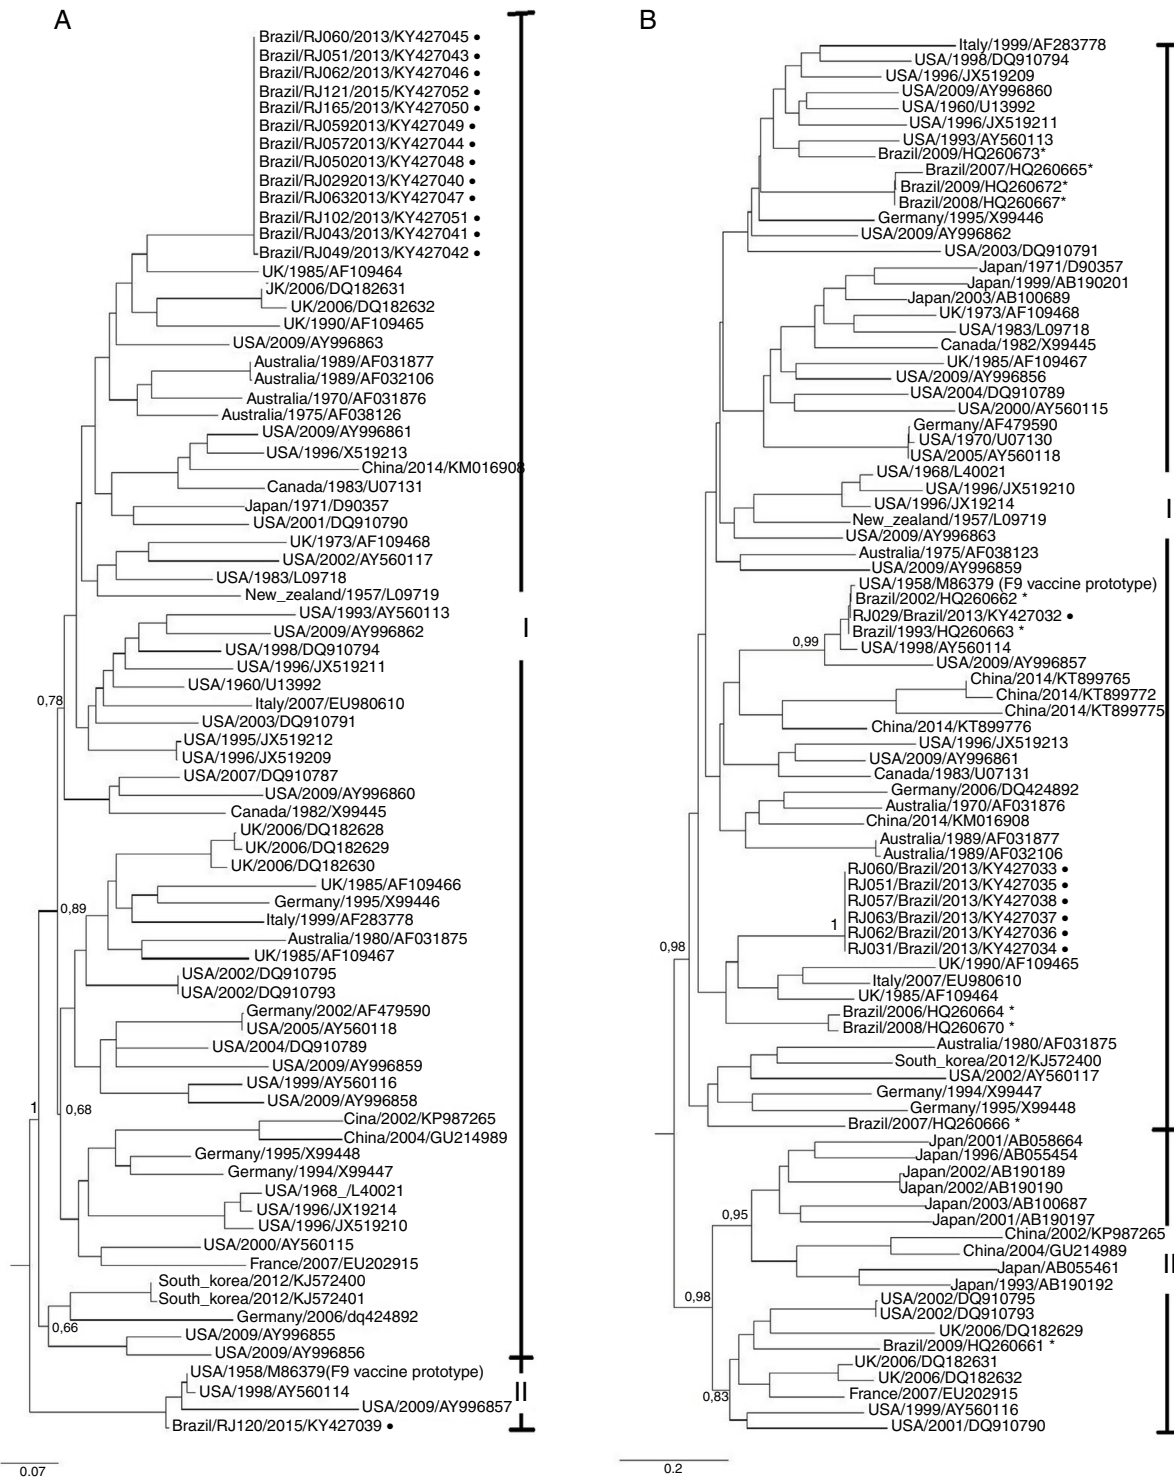 A
Brazil/RJ060/2013/KY427045 ●
Brazil/RJ051/2013/KY427043 ●
Brazil/RJ062/2013/KY427046 ●
Brazil/RJ121/2015/KY427052 ●
Brazil/RJ165/2013/KY427050 ●
Brazil/RJ0592013/KY427049 ●
Brazil/RJ0572013/KY427044 ●
Brazil/RJ0502013/KY427048 ●
Brazil/RJ0292013/KY427040 ●
Brazil/RJ0632013/KY427047 ●
Brazil/RJ102/2013/KY427051 ●
Brazil/RJ043/2013/KY427041 ●
Brazil/RJ049/2013/KY427042 ●
UK/1985/AF109464
UK/2006/DQ182631
UK/2006/DQ182632
UK/1990/AF109465
USA/2009/AY996863
Australia/1989/AF031877
Australia/1989/AF032106
Australia/1970/AF031876
Australia/1975/AF038126
USA/2009/AY996861
USA/1996/X519213
China/2014/KM016908
Canada/1983/U07131
Japan/1971/D90357
USA/2001/DQ910790
UK/1973/AF109468
USA/2002/AY560117
USA/1983/L09718
New_zealand/1957/L09719
USA/1993/AY560113
I
USA/2009/AY996862
USA/1998/DQ910794
USA/1996/JX519211
USA/1960/U13992
0,78
Italy/2007/EU980610
USA/2003/DQ910791
USA/1995/JX519212
USA/1996/JX519209
USA/2007/DQ910787
USA/2009/AY996860
Canada/1982/X99445
UK/2006/DQ182628
UK/2006/DQ182629
UK/2006/DQ182630
UK/1985/AF109466
Germany/1995/X99446
0,89
Italy/1999/AF283778
Australia/1980/AF031875
UK/1985/AF109467
USA/2002/DQ910795
USA/2002/DQ910793
Germany/2002/AF479590
USA/2005/AY560118
USA/2004/DQ910789
USA/2009/AY996859
USA/1999/AY560116
USA/2009/AY996858
1
0,68
Cina/2002/KP987265
China/2004/GU214989
Germany/1995/X99448
Germany/1994/X99447
USA/1968_/L40021
USA/1996/JX19214
USA/1996/JX519210
USA/2000/AY560115
France/2007/EU202915
South_korea/2012/KJ572400
South_korea/2012/KJ572401
Germany/2006/dq424892
0,66
USA/2009/AY996855
USA/2009/AY996856
USA/1958/M86379(F9 vaccine prototype)
USA/1998/AY560114
II
USA/2009/AY996857
Brazil/RJ120/2015/KY427039 ●
0.07
B
Italy/1999/AF283778
USA/1998/DQ910794
USA/1996/JX519209
USA/2009/AY996860
USA/1960/U13992
USA/1996/JX519211
USA/1993/AY560113
Brazil/2009/HQ260673*
Brazil/2007/HQ260665*
Brazil/2009/HQ260672*
Brazil/2008/HQ260667*
Germany/1995/X99446
USA/2009/AY996862
USA/2003/DQ910791
Japan/1971/D90357
Japan/1999/AB190201
Japan/2003/AB100689
UK/1973/AF109468
USA/1983/L09718
Canada/1982/X99445
UK/1985/AF109467
USA/2009/AY996856
USA/2004/DQ910789
USA/2000/AY560115
Germany/AF479590
USA/1970/U07130
USA/2005/AY560118
USA/1968/L40021
USA/1996/JX519210
USA/1996/JX19214
I
New_zealand/1957/L09719
USA/2009/AY996863
Australia/1975/AF038123
USA/2009/AY996859
USA/1958/M86379 (F9 vaccine prototype)
Brazil/2002/HQ260662 *
RJ029/Brazil/2013/KY427032 ●
Brazil/1993/HQ260663 *
0,99
USA/1998/AY560114
USA/2009/AY996857
China/2014/KT899765
China/2014/KT899772
China/2014/KT899775
China/2014/KT899776
USA/1996/JX519213
USA/2009/AY996861
Canada/1983/U07131
Germany/2006/DQ424892
Australia/1970/AF031876
China/2014/KM016908
Australia/1989/AF031877
Australia/1989/AF032106
RJ060/Brazil/2013/KY427033 ●
RJ051/Brazil/2013/KY427035 ●
RJ057/Brazil/2013/KY427038 ●
RJ063/Brazil/2013/KY427037 ●
1
RJ062/Brazil/2013/KY427036 ●
RJ031/Brazil/2013/KY427034 ●
0,98
UK/1990/AF109465
Italy/2007/EU980610
UK/1985/AF109464
Brazil/2006/HQ260664 *
Brazil/2008/HQ260670 *
Australia/1980/AF031875
South_korea/2012/KJ572400
USA/2002/AY560117
Germany/1994/X99447
Germany/1995/X99448
Brazil/2007/HQ260666 *
Jpan/2001/AB058664
Japan/1996/AB055454
Japan/2002/AB190189
Japan/2002/AB190190
Japan/2003/AB100687
0,95
Japan/2001/AB190197
China/2002/KP987265
China/2004/GU214989
II
Japan/AB055461
Japan/1993/AB190192
0,98
USA/2002/DQ910795
USA/2002/DQ910793
UK/2006/DQ182629
Brazil/2009/HQ260661 *
UK/2006/DQ182631
UK/2006/DQ182632
0,83
France/2007/EU202915
USA/1999/AY560116
USA/2001/DQ910790
0.2